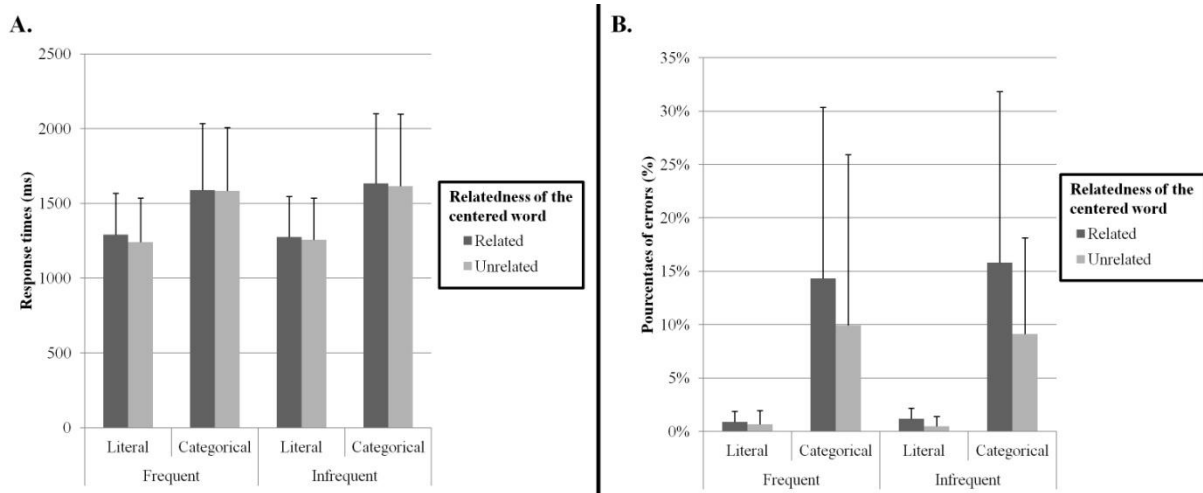 A.
2500
2000
1500
1000
500
0
Response times (ms)
Literal
Categorical
Literal
Categorical
Frequent
Infrequent
Relatedness of the
centered word
Related
Unrelated
B.
35%
30%
25%
20%
15%
10%
5%
0%
Pourcentaes of errors (%)
Literal
Categorical
Literal
Categorical
Frequent
Infrequent
Relatedness of the
centered word
Related
Unrelated